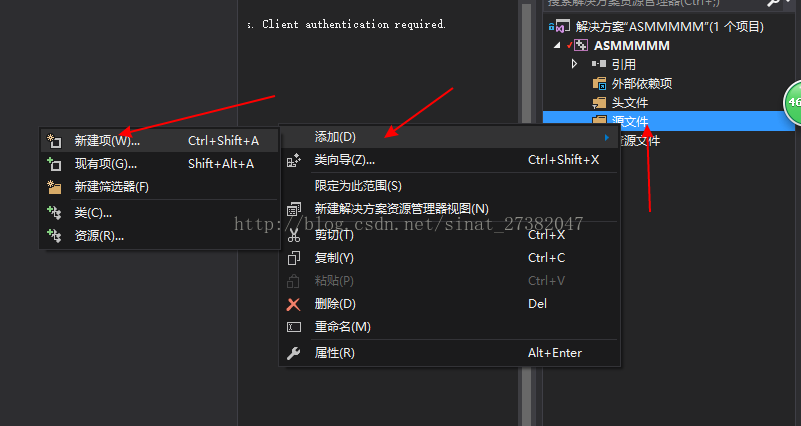 搜索解决方案资源管理器(Ctrl+;)
s. Client authentication required.
解决方案"ASMMMMM"(1 个项目)
ASMMMMM
引用
外部依赖项
头文件
源文件
资源文件
46
新建项(W)... Ctrl+Shift+A
现有项(G)... Shift+Alt+A
新建筛选器(F)
类(C)...
资源(R)...
添加(D)
类向导(Z)... Ctrl+Shift+X
限定为此范围(S)
新建解决方案资源管理器视图(N)
剪切(T) Ctrl+X
复制(Y) Ctrl+C
粘贴(P) Ctrl+V
删除(D) Del
重命名(M)
属性(R) Alt+Enter
http://blog.csdn.net/sinat_27382047